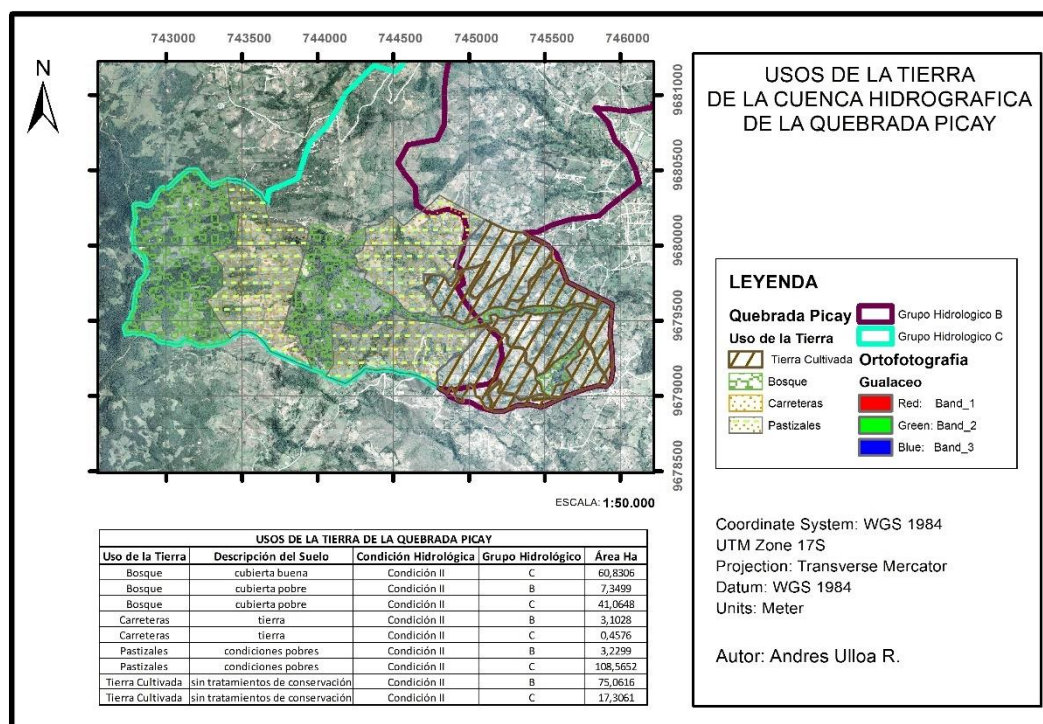 743000 743500 744000 744500 745000 745500 746000
N
9681000
9680500
9680000
9679500
9679000
9678500
ESCALA: 1:50.000
USOS DE LA TIERRA
DE LA CUENCA HIDROGRAFICA
DE LA QUEBRADA PICAY
LEYENDA
Quebrada Picay
Uso de la Tierra
Tierra Cultivada
Bosque
Carreteras
Pastizales
Grupo Hidrologico B
Grupo Hidrologico C
Ortofotografia
Gualaceo
Red: Band_1
Green: Band_2
Blue: Band_3
Coordinate System: WGS 1984
UTM Zone 17S
Projection: Transverse Mercator
Datum: WGS 1984
Units: Meter
Autor: Andres Ulloa R.
USOS DE LA TIERRA DE LA QUEBRADA PICAY
Uso de la Tierra Descripción del Suelo Condición Hidrológica Grupo Hidrológico Área Ha
Bosque cubierta buena Condición II C 60,8306
Bosque cubierta pobre Condición II B 7,3499
Bosque cubierta pobre Condición II C 41,0648
Carreteras tierra Condición II B 3,1028
Carreteras tierra Condición II C 0,4576
Pastizales condiciones pobres Condición II B 3,2299
Pastizales condiciones pobres Condición II C 108,5652
Tierra Cultivada sin tratamientos de conservación Condición II B 75,0616
Tierra Cultivada sin tratamientos de conservación Condición II C 17,3061